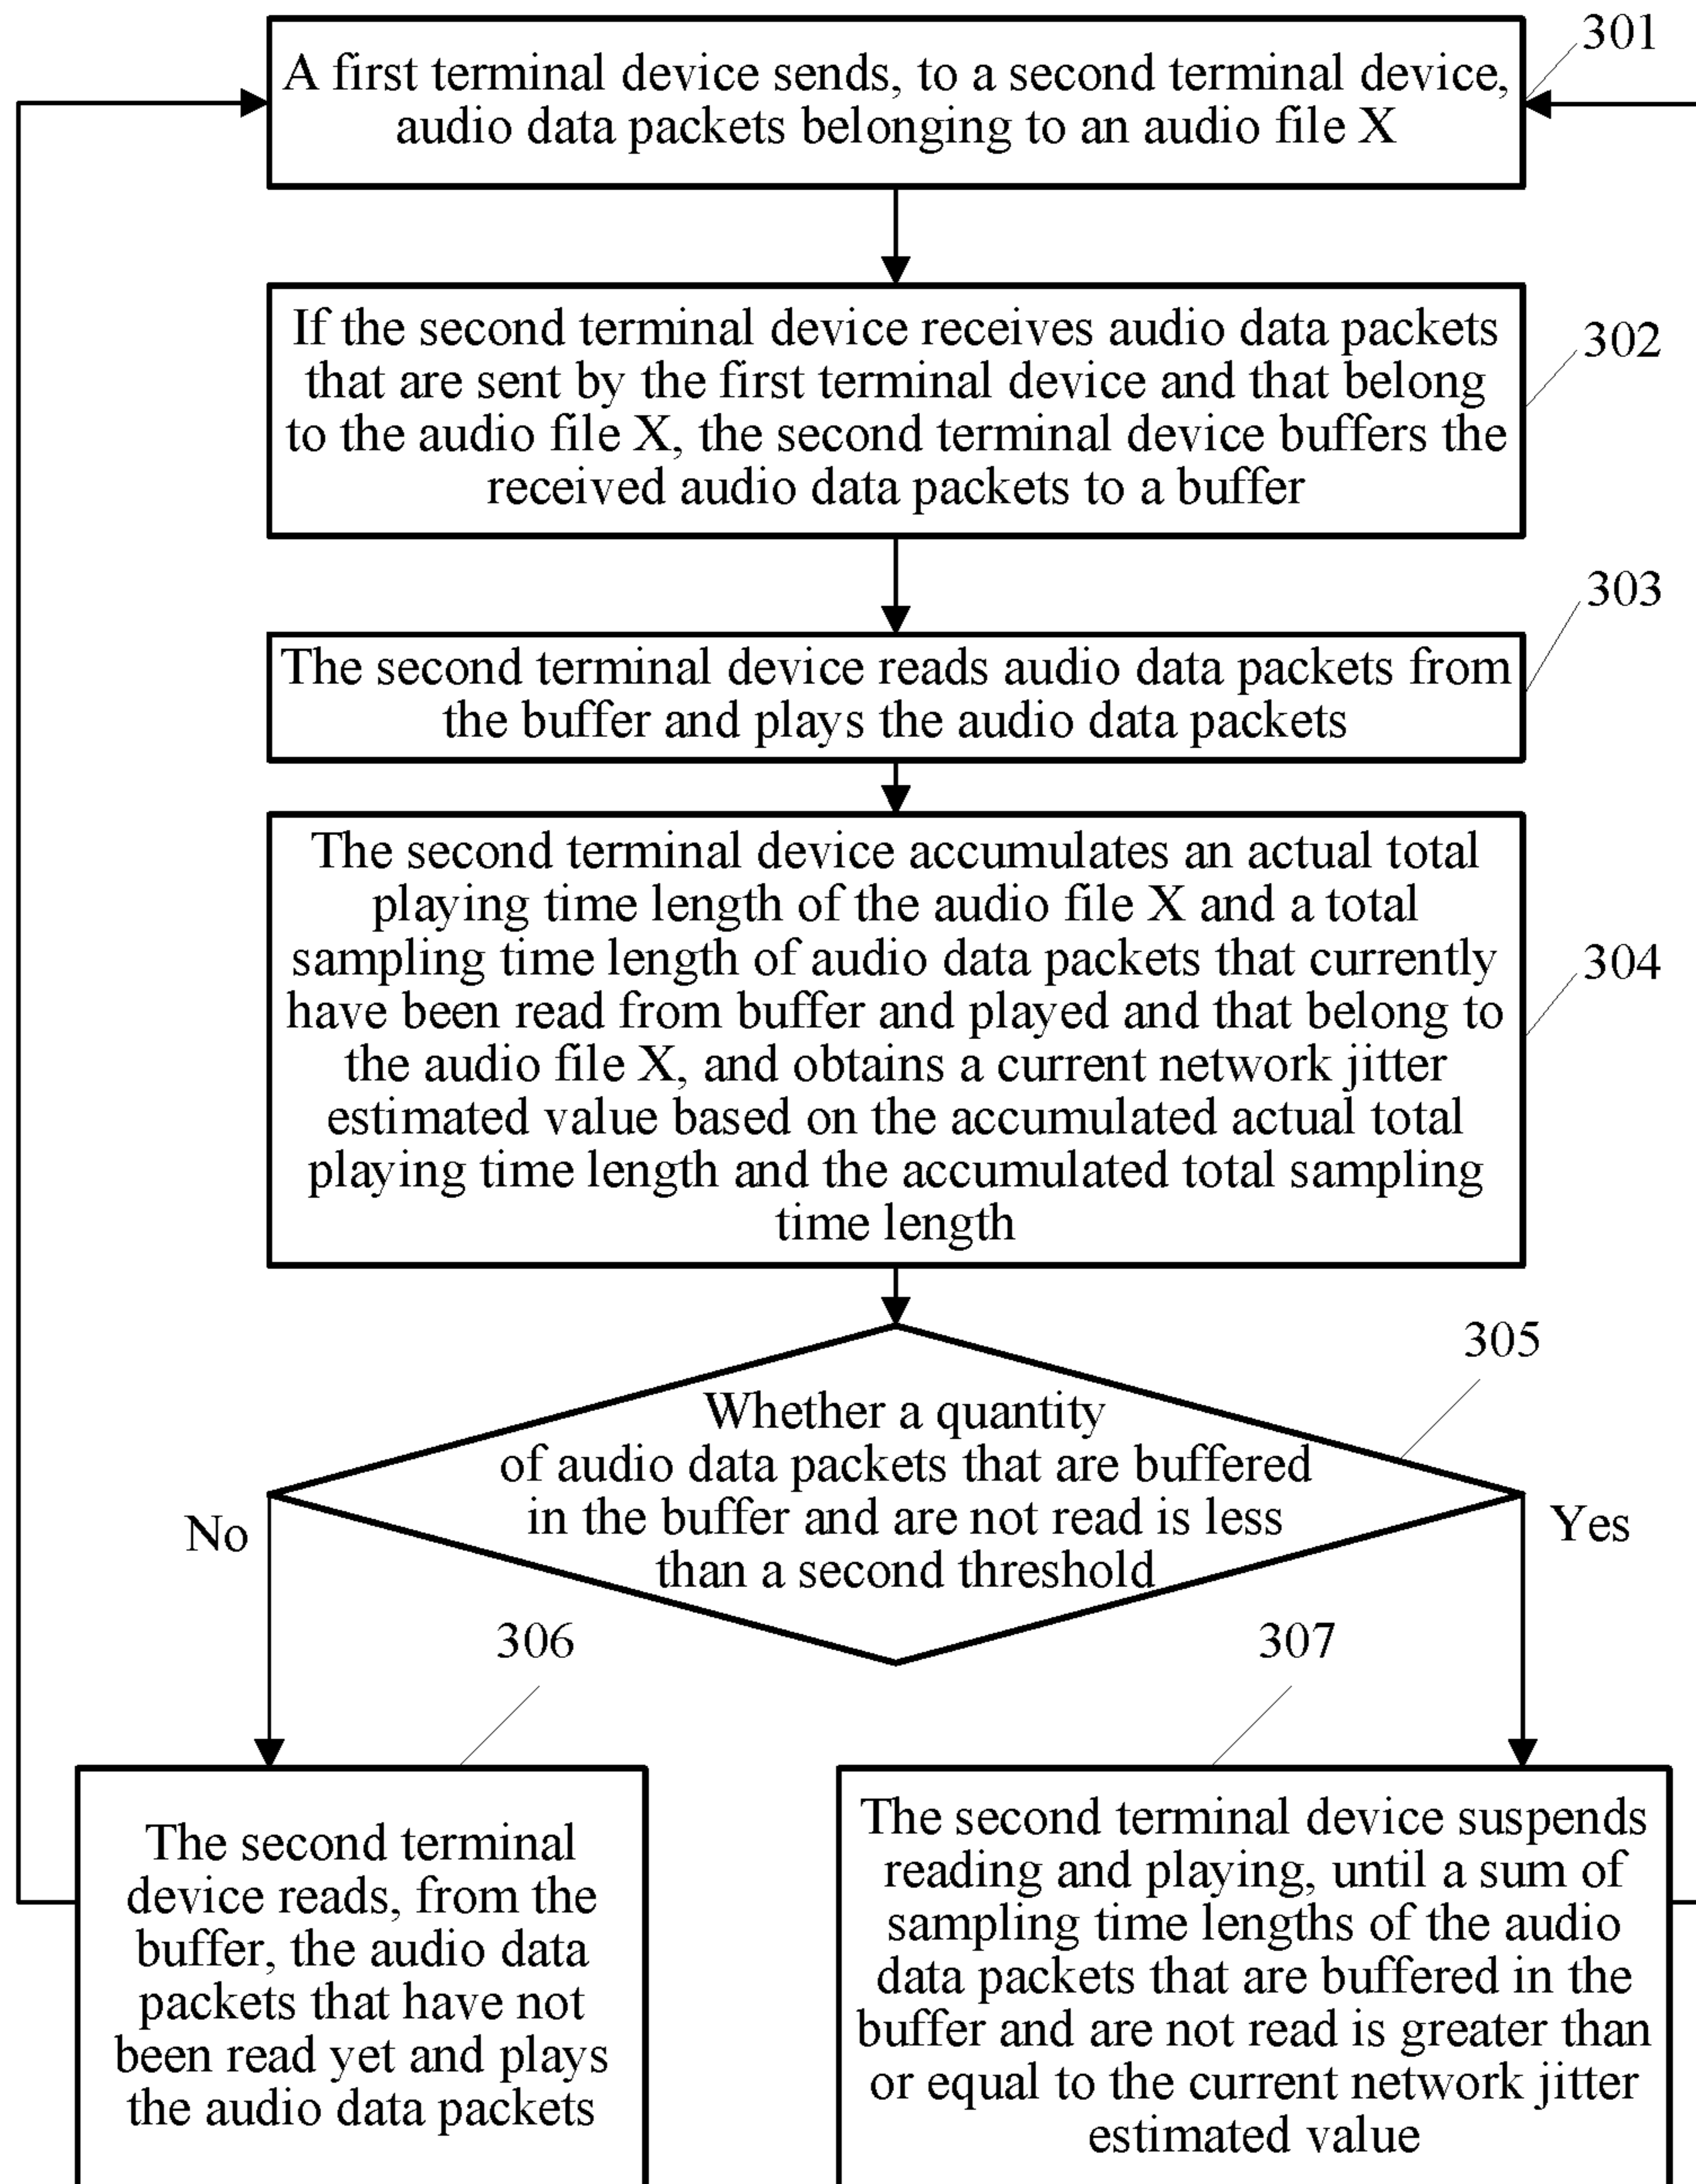 301
A first terminal device sends, to a second terminal device,
audio data packets belonging to an audio file X
302
If the second terminal device receives audio data packets
that are sent by the first terminal device and that belong
to the audio file X, the second terminal device buffers the
received audio data packets to a buffer
303
The second terminal device reads audio data packets from
the buffer and plays the audio data packets
304
The second terminal device accumulates an actual total
playing time length of the audio file X and a total
sampling time length of audio data packets that currently
have been read from buffer and played and that belong to
the audio file X, and obtains a current network jitter
estimated value based on the accumulated actual total
playing time length and the accumulated total sampling
time length
305
Whether a quantity
of audio data packets that are buffered
in the buffer and are not read is less
than a second threshold
No
Yes
306
The second terminal
device reads, from the
buffer, the audio data
packets that have not
been read yet and plays
the audio data packets
307
The second terminal device suspends
reading and playing, until a sum of
sampling time lengths of the audio
data packets that are buffered in the
buffer and are not read is greater than
or equal to the current network jitter
estimated value